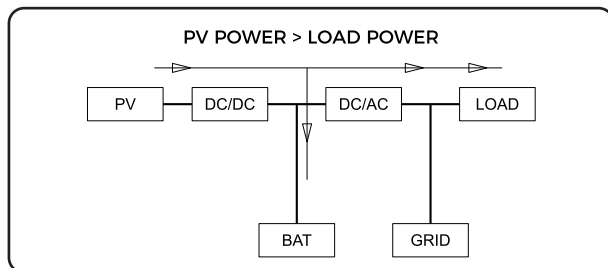 PV POWER > LOAD POWER
PV DC/DC DC/AC LOAD
BAT GRID